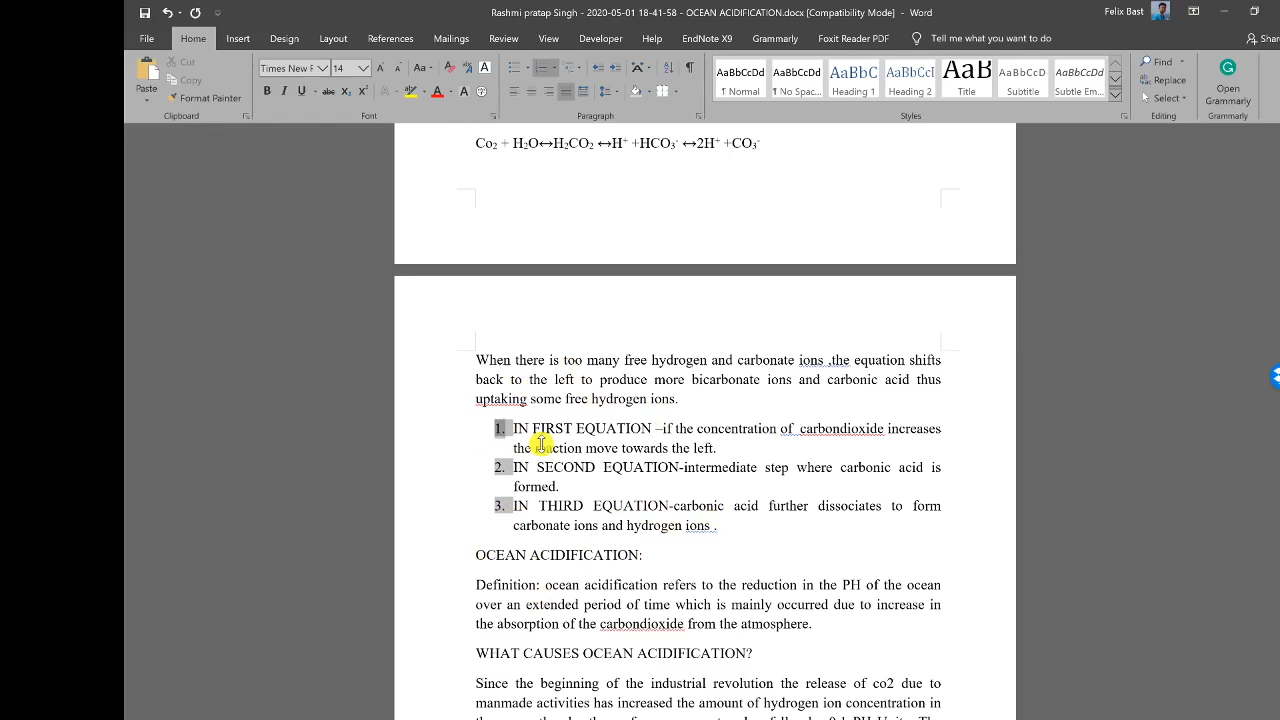 Rashmi pratap Singh - 2020-05-01 18-41-58 - OCEAN ACIDIFICATION.docx [Compatibility Mode] - Word
Felix Bast
File Home Insert Design Layout References Mailings Review View Developer Help EndNote X9 Grammarly Foxit Reader PDF Tell me what you want to do Share
Cut
Copy
Paste
Format Painter
Times New R 14
AaBbCcDd AaBbCcDd AaBbC AaBbCcI AaB AaBbCcD AaBbCcDd
¶ Normal ¶ No Spac... Heading 1 Heading 2 Title Subtitle Subtle Em...
Find
Replace
Select
Open
Grammarly
Clipboard Font Paragraph Styles Editing Grammarly
Co₂ + H₂O↔H₂CO₂ ↔H⁺ +HCO₃⁻ ↔2H⁺ +CO₃⁻
When there is too many free hydrogen and carbonate ions ,the equation shifts
back to the left to produce more bicarbonate ions and carbonic acid thus
uptaking some free hydrogen ions.
1. IN FIRST EQUATION –if the concentration of carbondioxide increases
the reaction move towards the left.
2. IN SECOND EQUATION-intermediate step where carbonic acid is
formed.
3. IN THIRD EQUATION-carbonic acid further dissociates to form
carbonate ions and hydrogen ions .
OCEAN ACIDIFICATION:
Definition: ocean acidification refers to the reduction in the PH of the ocean
over an extended period of time which is mainly occurred due to increase in
the absorption of the carbondioxide from the atmosphere.
WHAT CAUSES OCEAN ACIDIFICATION?
Since the beginning of the industrial revolution the release of co2 due to
manmade activities has increased the amount of hydrogen ion concentration in